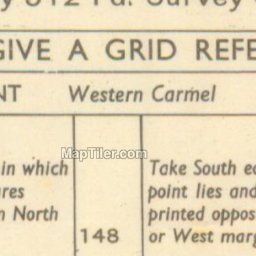 y 512 Fd. Survey
GIVE A GRID REFE
NT Western Carmel
MapTiler.com
in which
ares
n North
148
Take South e
point lies and
printed oppos
or West marg